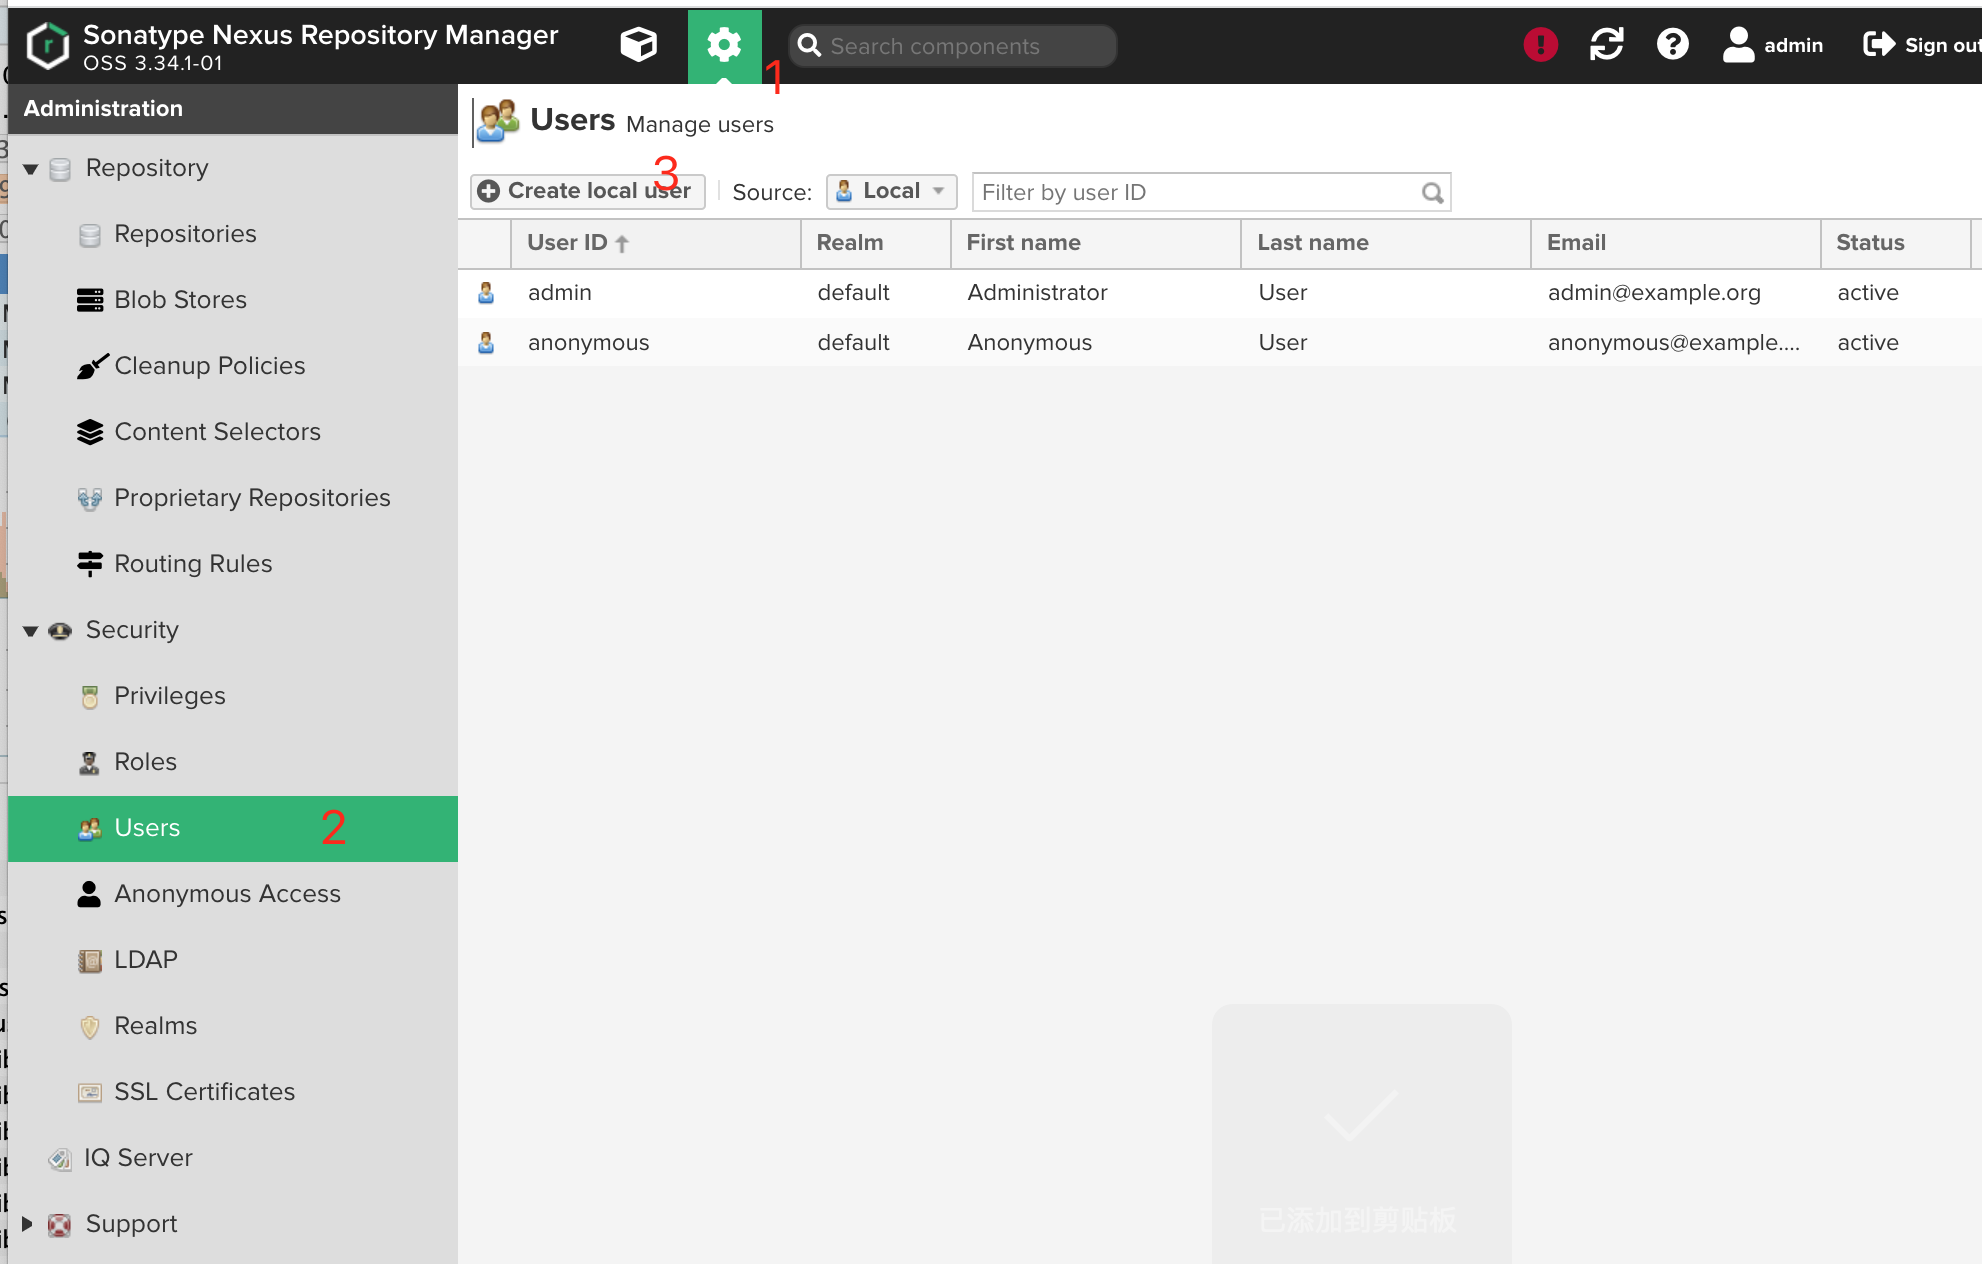 Sonatype Nexus Repository Manager
OSS 3.34.1-01
Search components
admin
Sign out
1
Administration
Repository
Repositories
Blob Stores
Cleanup Policies
Content Selectors
Proprietary Repositories
Routing Rules
Security
Privileges
Roles
Users
2
Anonymous Access
LDAP
Realms
SSL Certificates
IQ Server
Support
Users Manage users
3
Create local user
Source:
Local
Filter by user ID
User ID Realm First name Last name Email Status
admin default Administrator User admin@example.org active
anonymous default Anonymous User anonymous@example.... active
已添加到剪贴板